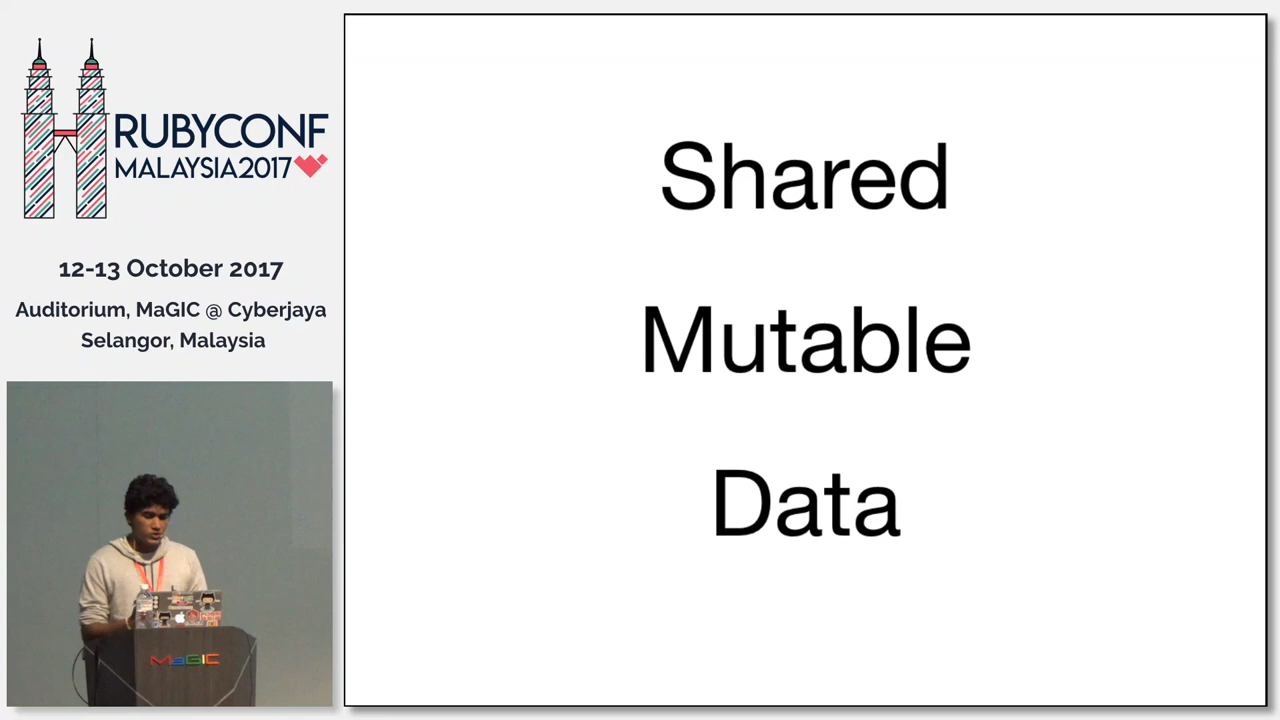 RUBYCONF
MALAYSIA2017
12-13 October 2017
Auditorium, MaGIC @ Cyberjaya
Selangor, Malaysia
MaGIC
Shared
Mutable
Data